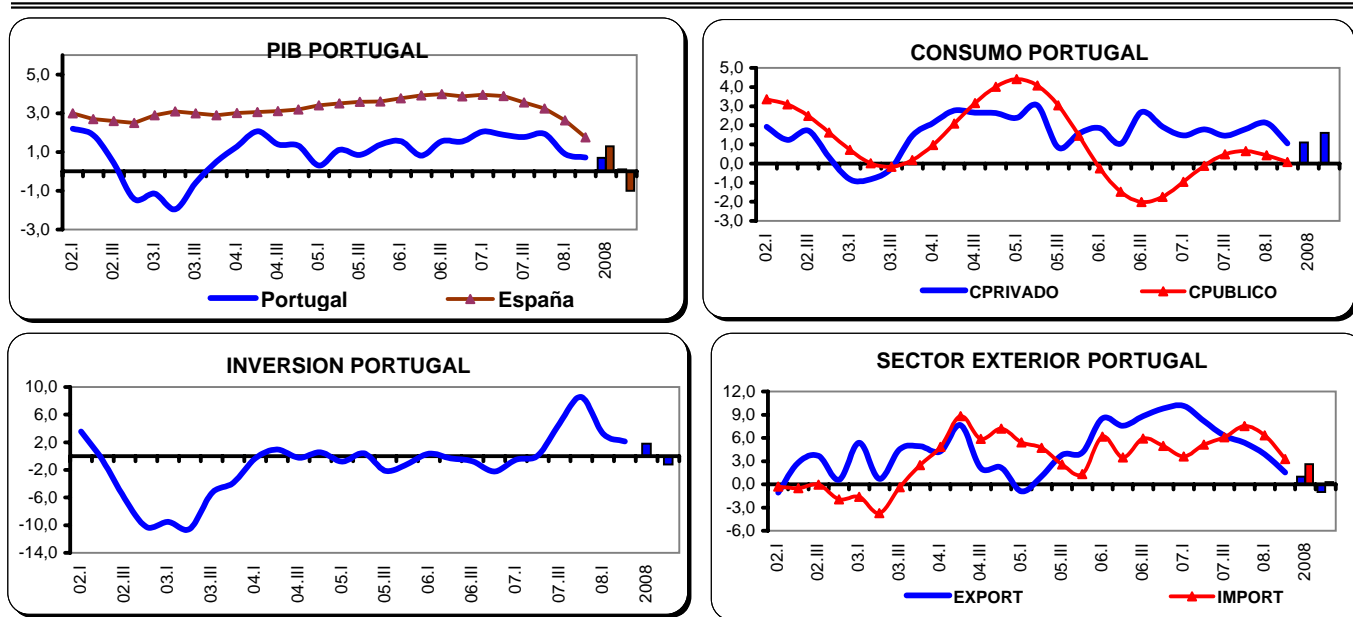 PIB PORTUGAL
5,0
3,0
1,0
-1,0
-3,0
02.I
02.III
03.I
03.III
04.I
04.III
05.I
05.III
06.I
06.III
07.I
07.III
08.I
2008
Portugal España
CONSUMO PORTUGAL
5,0
4,0
3,0
2,0
1,0
0,0
-1,0
-2,0
-3,0
02.I
02.III
03.I
03.III
04.I
04.III
05.I
05.III
06.I
06.III
07.I
07.III
08.I
2008
CPRIVADO CPUBLICO
INVERSION PORTUGAL
10,0
6,0
2,0
-2,0
-6,0
-10,0
-14,0
02.I
02.III
03.I
03.III
04.I
04.III
05.I
05.III
06.I
06.III
07.I
07.III
08.I
2008
SECTOR EXTERIOR PORTUGAL
12,0
9,0
6,0
3,0
0,0
-3,0
-6,0
02.I
02.III
03.I
03.III
04.I
04.III
05.I
05.III
06.I
06.III
07.I
07.III
08.I
2008
EXPORT IMPORT